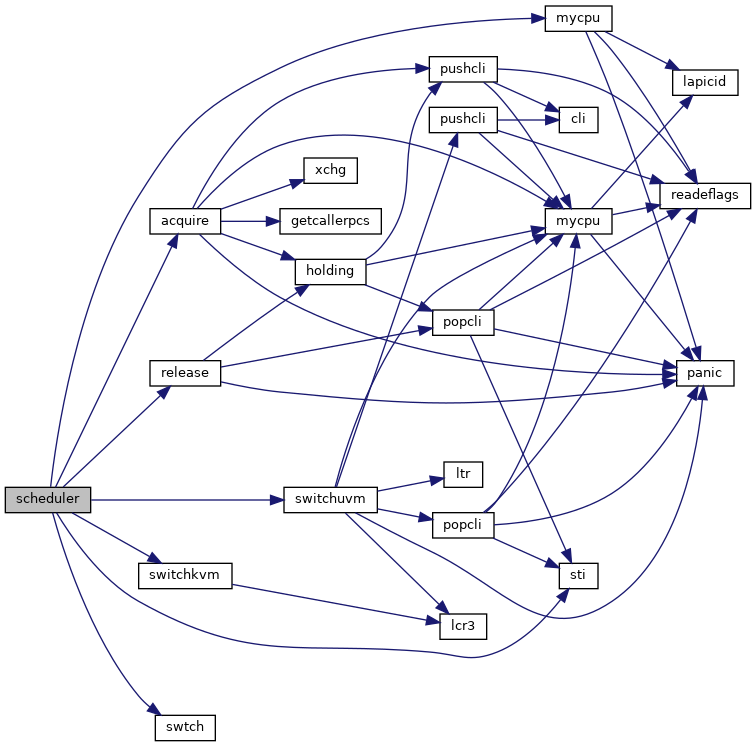 mycpu
pushcli
lapicid
pushcli
cli
xchg
readeflags
acquire
getcallerpcs
mycpu
holding
popcli
release
panic
ltr
scheduler
switchuvm
popcli
switchkvm
sti
lcr3
swtch